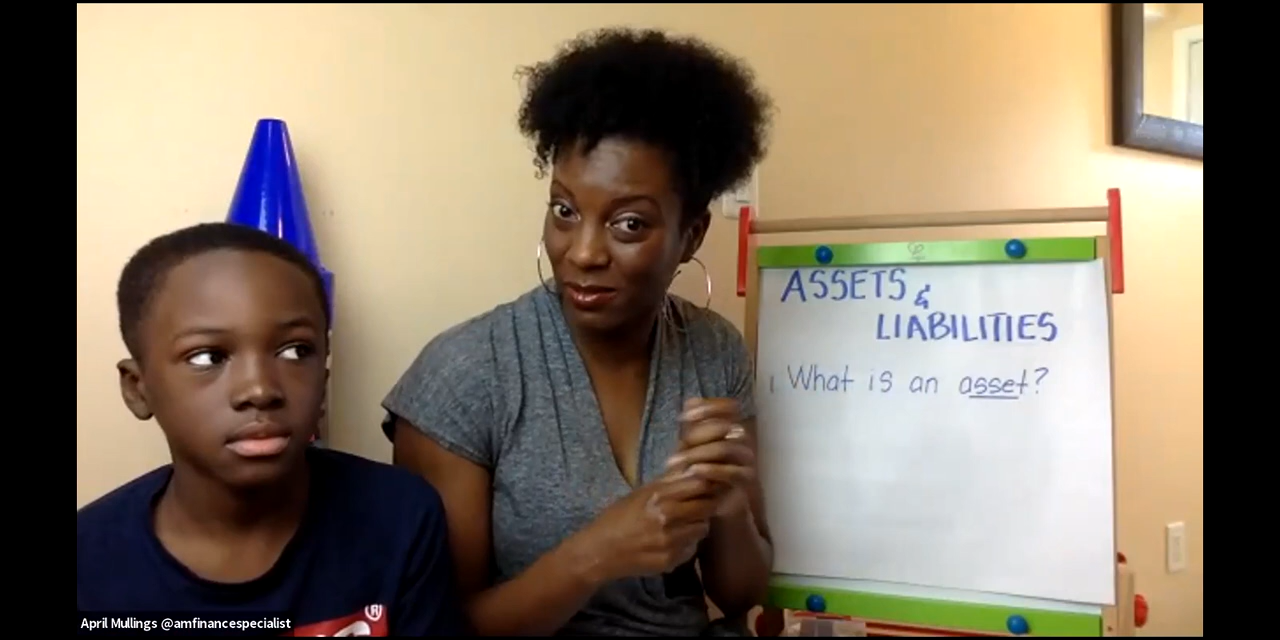 ASSETS &
LIABILITIES
1 What is an asset?
April Mullings @amfinancespecialist
(R)